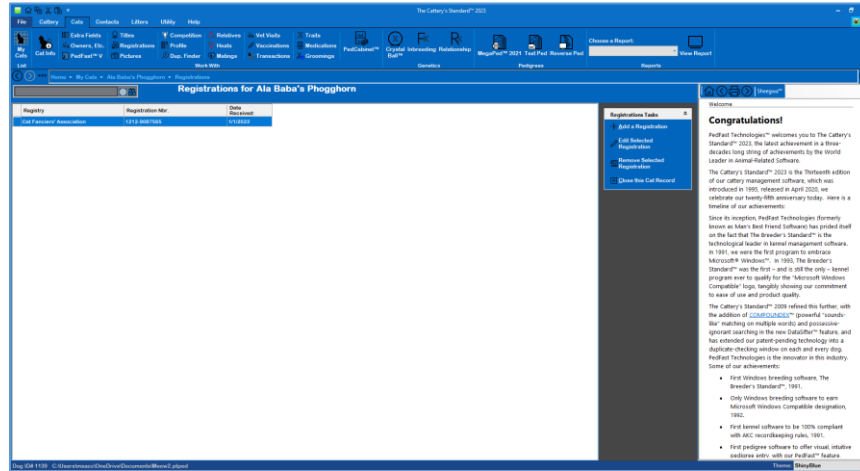 The Cattery's Standard™ 2023
File Cattery Cats Contacts Litters Utility Help
My Cats
Cat Info
Extra Fields
Owners, Etc.
PedFast™ V
Titles
Registrations
Pictures
Competition
Profile
Dup. Finder
Relatives
Heats
Matings
Vet Visits
Vaccinations
Transactions
Traits
Medications
Groomings
PedCabinet™
Crystal Ball™
Inbreeding
Relationship
MegaPed™ 2021
Text Ped
Reverse Ped
Choose a Report:
View Report
List
Work With
Genetics
Pedigrees
Reports
Home My Cats Ala Baba's Phogghorn Registrations
Registrations for Ala Baba's Phogghorn
Registry Registration Nbr. Date Received
Cat Fanciers' Association 1312-9087565 1/1/2023
Registrations Tasks
Add a Registration
Edit Selected Registration
Remove Selected Registration
Close this Cat Record
Sheegwa™
Welcome
Congratulations!
PedFast Technologies™ welcomes you to The Cattery's
Standard™ 2023, the latest achievement in a three-
decades long string of achievements by the World
Leader in Animal-Related Software.
The Cattery's Standard™ 2023 is the Thirteenth edition
of our cattery management software, which was
introduced in 1995, released in April 2020, we
celebrate our twenty-fifth anniversary today. Here is a
timeline of our achievements:
Since its inception, PedFast Technologies (formerly
known as Man's Best Friend Software) has prided itself
on the fact that The Breeder's Standard™ is the
technological leader in kennel management software.
In 1991, we were the first program to embrace
Microsoft® Windows™. In 1993, The Breeder's
Standard™ was the first – and is still the only – kennel
program ever to qualify for the "Microsoft Windows
Compatible" logo, tangibly showing our commitment
to ease of use and product quality.
The Cattery's Standard™ 2009 refined this further, with
the addition of COMPOUNDEX™ (powerful "sounds-
like" matching on multiple words) and possessive-
ignorant searching in the new DataSifter™ feature, and
has extended our patent-pending technology into a
duplicate-checking window on each and every dog.
PedFast Technologies is the innovator in this industry.
Some of our achievements:
• First Windows breeding software, The
Breeder's Standard™, 1991.
• Only Windows breeding software to earn
Microsoft Windows Compatible designation,
1992.
• First kennel software to be 100% compliant
with AKC recordkeeping rules, 1991.
• First pedigree software to offer visual, intuitive
pedigree entry, with our PedFast™ feature
Dog ID# 1139 C:\Users\msacc\OneDrive\Documents\Meow2.ptped
Theme: ShinyBlue